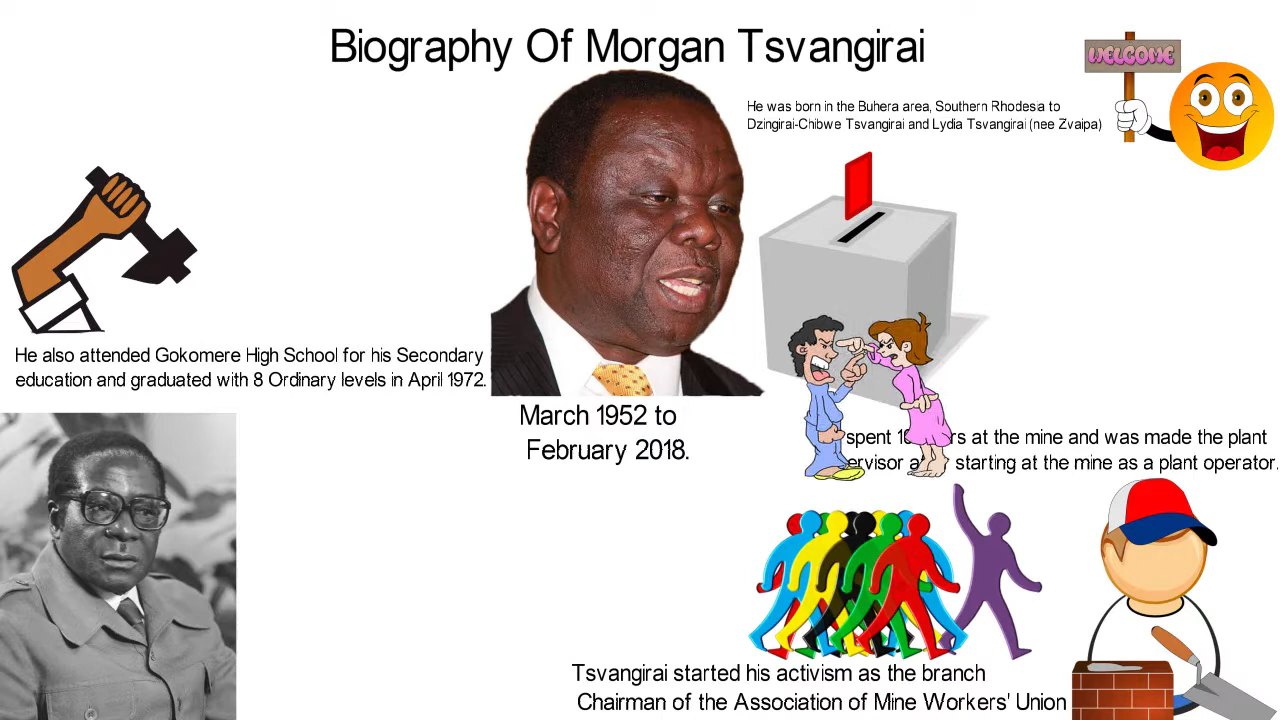 Biography Of Morgan Tsvangirai
WELCOME
He was born in the Buhera area, Southern Rhodesia to
Dzingirai-Chibwe Tsvangirai and Lydia Tsvangirai (nee Zvaipa)
He also attended Gokomere High School for his Secondary
education and graduated with 8 Ordinary levels in April 1972.
March 1952 to
February 2018.
spent at the mine and was made the plant
starting at the mine as a plant operator.
Tsvangirai started his activism as the branch
Chairman of the Association of Mine Workers' Union